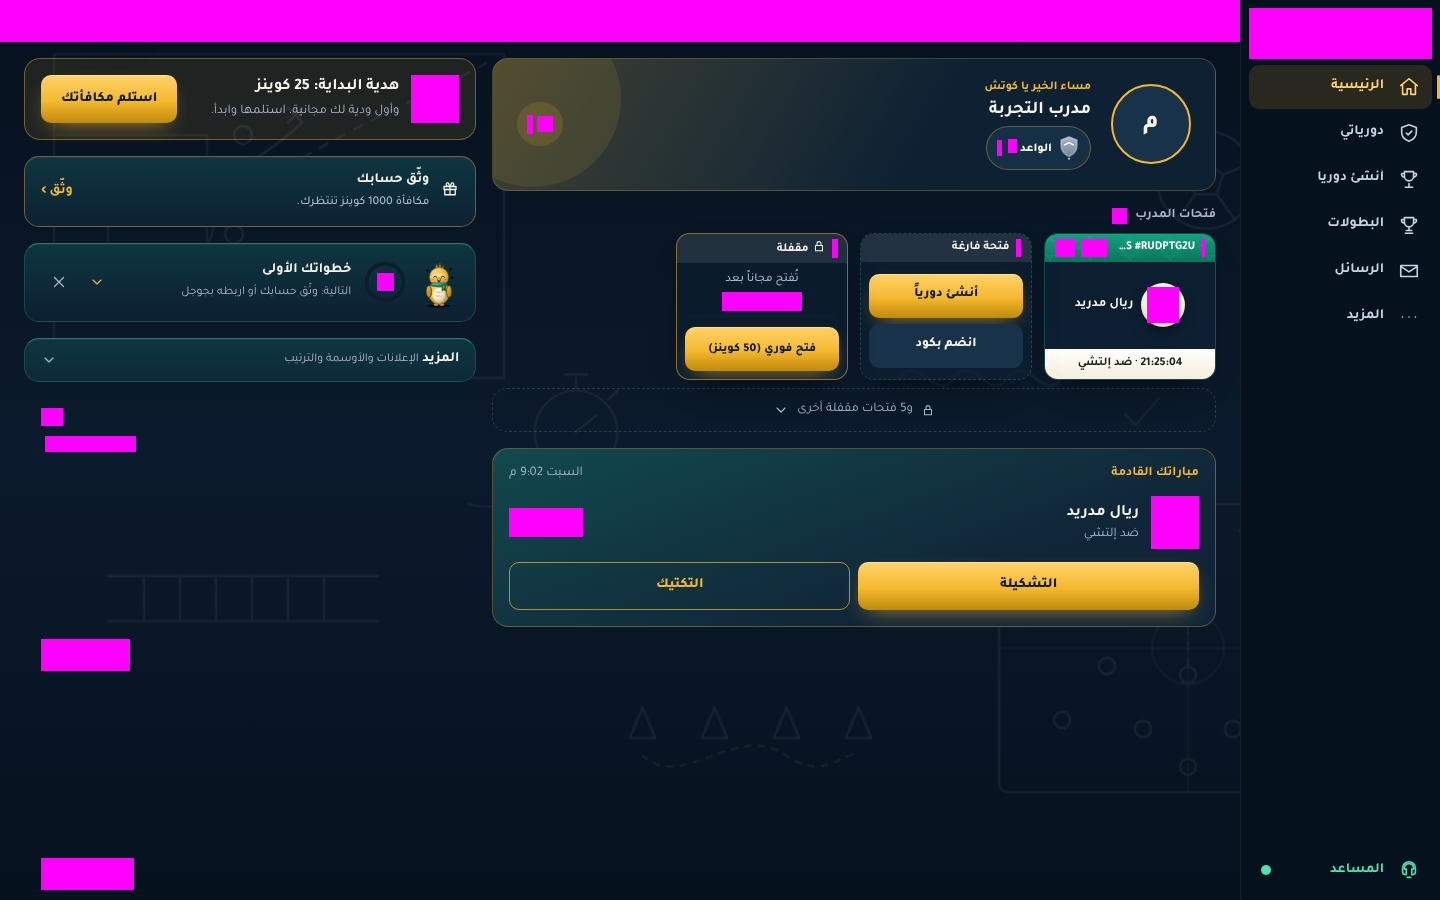 الرئيسية
دورياتي
أنشئ دوريا
البطولات
الرسائل
المزيد
المساعد
مساء الخير يا كوتش
مدرب التجربة
م
الواعد
فتحات المدرب
S #RUDPTG2U...
ريال مدريد
21:25:04 · ضد إلتشي
فتحة فارغة
أنشئ دورياً
انضم بكود
مقفلة
تُفتح مجاناً بعد
فتح فوري (50 كوينز)
و5 فتحات مقفلة أخرى
مباراتك القادمة
السبت 9:02 م
ريال مدريد
ضد إلتشي
التشكيلة
التكتيك
هدية البداية: 25 كوينز
وأول ودية لك مجانية. استلمها وابدأ.
استلم مكافأتك
وثّق حسابك
مكافأة 1000 كوينز تنتظرك.
وثّق ›
خطواتك الأولى
التالية: وثّق حسابك أو اربطه بجوجل
المزيد الإعلانات والأوسمة والترتيب